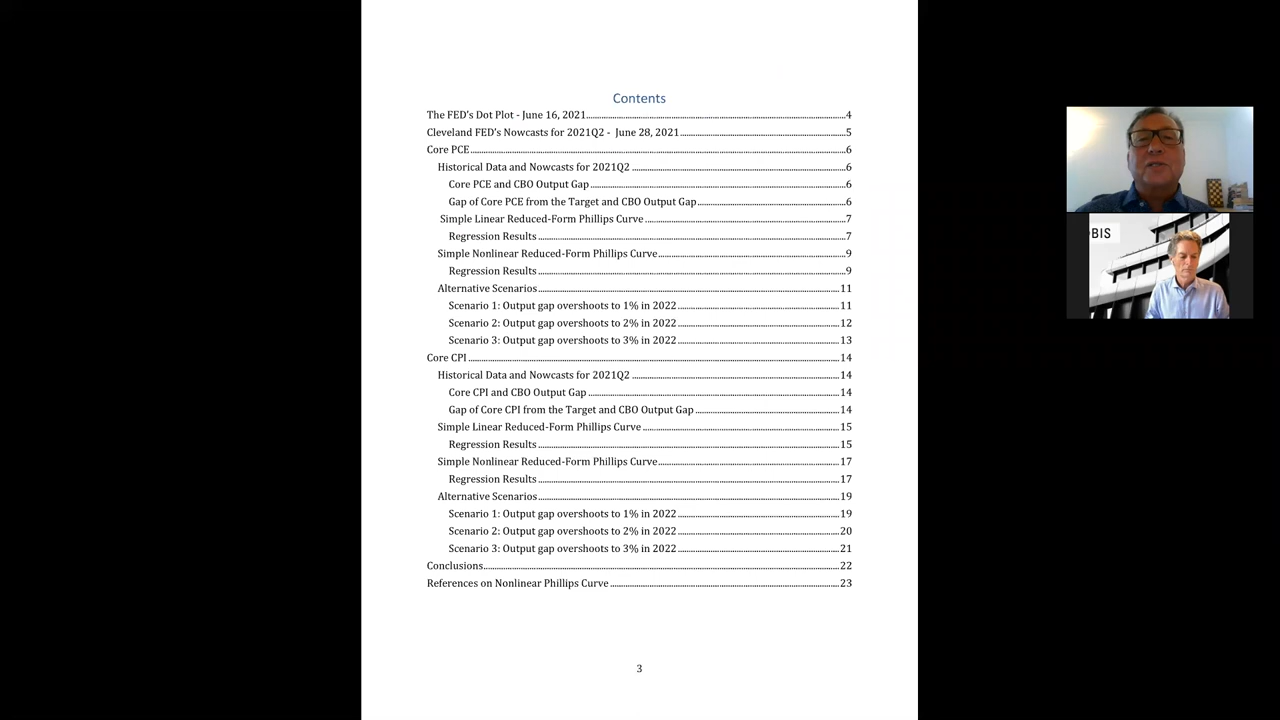 Contents
The FED's Dot Plot - June 16, 2021 4
Cleveland FED's Nowcasts for 2021Q2 - June 28, 2021 5
Core PCE 6
Historical Data and Nowcasts for 2021Q2 6
Core PCE and CBO Output Gap 6
Gap of Core PCE from the Target and CBO Output Gap 6
Simple Linear Reduced-Form Phillips Curve 7
Regression Results 7
Simple Nonlinear Reduced-Form Phillips Curve 9
Regression Results 9
Alternative Scenarios 11
Scenario 1: Output gap overshoots to 1% in 2022 11
Scenario 2: Output gap overshoots to 2% in 2022 12
Scenario 3: Output gap overshoots to 3% in 2022 13
Core CPI 14
Historical Data and Nowcasts for 2021Q2 14
Core CPI and CBO Output Gap 14
Gap of Core CPI from the Target and CBO Output Gap 14
Simple Linear Reduced-Form Phillips Curve 15
Regression Results 15
Simple Nonlinear Reduced-Form Phillips Curve 17
Regression Results 17
Alternative Scenarios 19
Scenario 1: Output gap overshoots to 1% in 2022 19
Scenario 2: Output gap overshoots to 2% in 2022 20
Scenario 3: Output gap overshoots to 3% in 2022 21
Conclusions 22
References on Nonlinear Phillips Curve 23
3
BIS